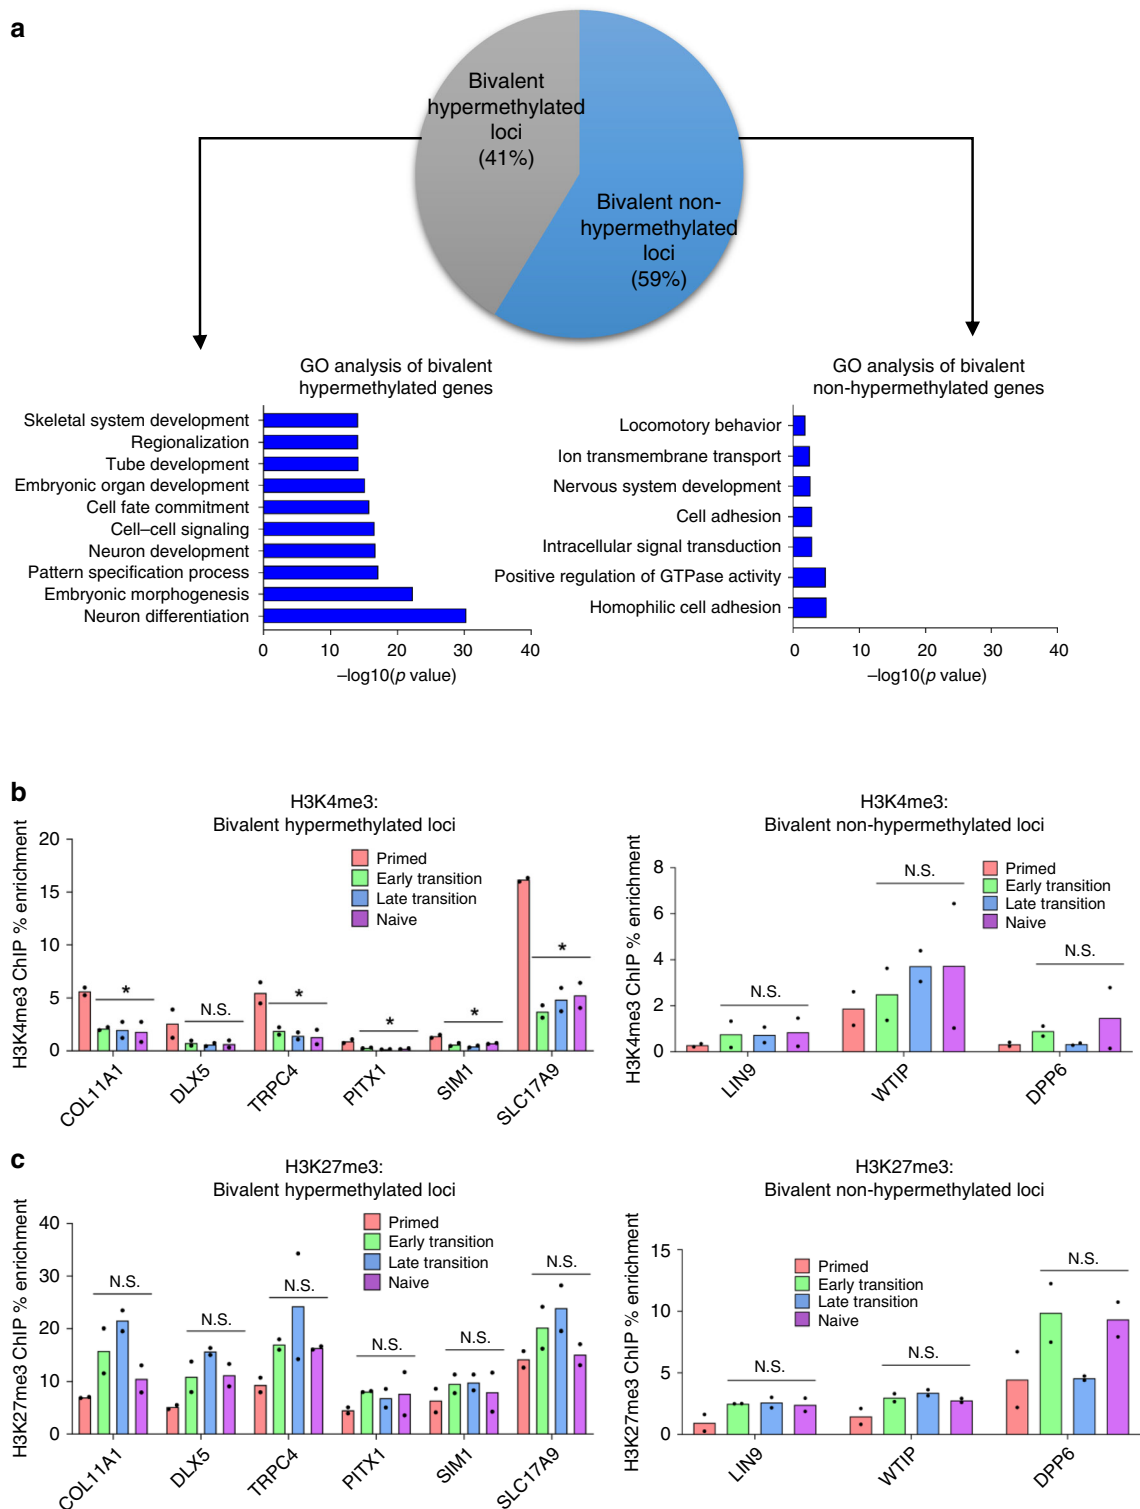 a
Bivalent
hypermethylated
loci
(41%)
Bivalent non-
hypermethylated
loci
(59%)
GO analysis of bivalent
hypermethylated genes
Skeletal system development
Regionalization
Tube development
Embryonic organ development
Cell fate commitment
Cell–cell signaling
Neuron development
Pattern specification process
Embryonic morphogenesis
Neuron differentiation
0 10 20 30 40
–log10(p value)
GO analysis of bivalent
non-hypermethylated genes
Locomotory behavior
Ion transmembrane transport
Nervous system development
Cell adhesion
Intracellular signal transduction
Positive regulation of GTPase activity
Homophilic cell adhesion
0 10 20 30 40
–log10(p value)
b
H3K4me3:
Bivalent hypermethylated loci
H3K4me3 ChIP % enrichment
20
15
10
5
0
Primed
Early transition
Late transition
Naive
*
N.S.
*
*
*
*
COL11A1
DLX5
TRPC4
PITX1
SIM1
SLC17A9
H3K4me3:
Bivalent non-hypermethylated loci
H3K4me3 ChIP % enrichment
8
6
4
2
0
Primed
Early transition
Late transition
Naive
N.S.
N.S.
N.S.
LIN9
WTIP
DPP6
c
H3K27me3:
Bivalent hypermethylated loci
H3K27me3 ChIP % enrichment
40
30
20
10
0
Primed
Early transition
Late transition
Naive
N.S.
N.S.
N.S.
N.S.
N.S.
N.S.
COL11A1
DLX5
TRPC4
PITX1
SIM1
SLC17A9
H3K27me3:
Bivalent non-hypermethylated loci
H3K27me3 ChIP % enrichment
15
10
5
0
Primed
Early transition
Late transition
Naive
N.S.
N.S.
N.S.
LIN9
WTIP
DPP6